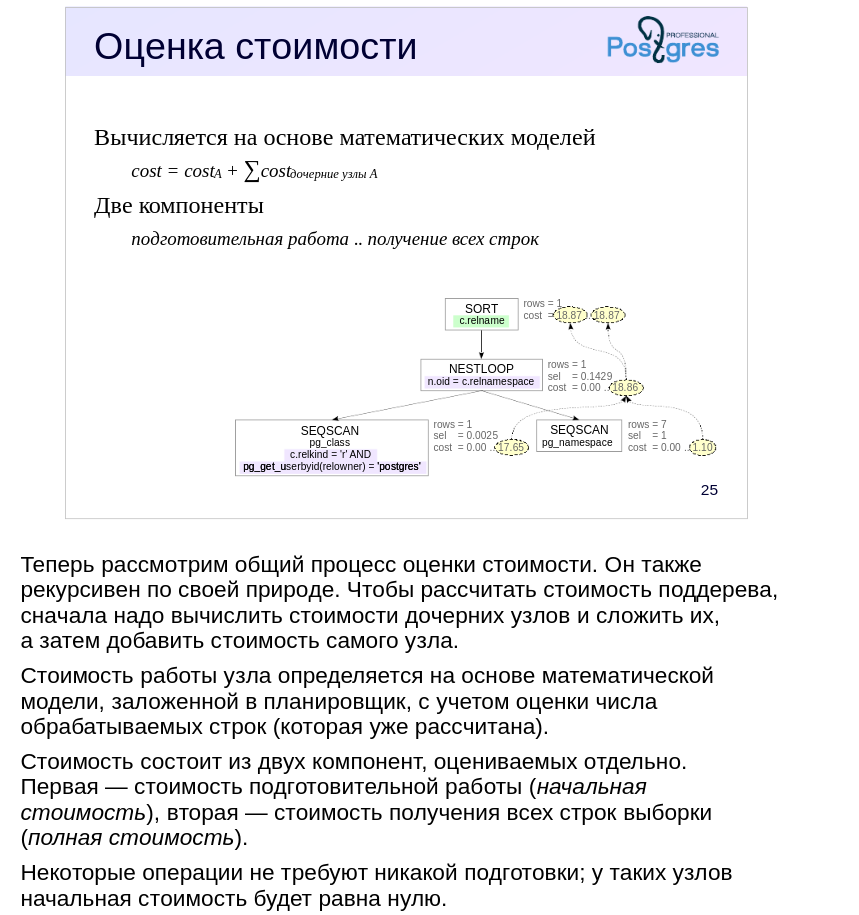 Оценка стоимости
PROFESSIONAL
Postgres
Вычисляется на основе математических моделей
cost = costA + ∑costдочерние узлы A
Две компоненты
подготовительная работа .. получение всех строк
SORT
c.relname
rows = 1
cost = 18.87 .. 18.87
NESTLOOP
n.oid = c.relnamespace
rows = 1
sel = 0.1429
cost = 0.00 .. 18.86
SEQSCAN
pg_class
c.relkind = 'r' AND
pg_get_userbyid(relowner) = 'postgres'
rows = 1
sel = 0.0025
cost = 0.00 .. 17.65
SEQSCAN
pg_namespace
rows = 7
sel = 1
cost = 0.00 .. 1.10
25
Теперь рассмотрим общий процесс оценки стоимости. Он также
рекурсивен по своей природе. Чтобы рассчитать стоимость поддерева,
сначала надо вычислить стоимости дочерних узлов и сложить их,
а затем добавить стоимость самого узла.
Стоимость работы узла определяется на основе математической
модели, заложенной в планировщик, с учетом оценки числа
обрабатываемых строк (которая уже рассчитана).
Стоимость состоит из двух компонент, оцениваемых отдельно.
Первая — стоимость подготовительной работы (начальная
стоимость), вторая — стоимость получения всех строк выборки
(полная стоимость).
Некоторые операции не требуют никакой подготовки; у таких узлов
начальная стоимость будет равна нулю.